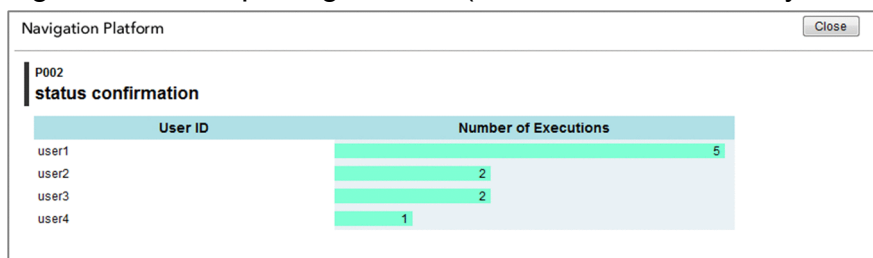 Navigation Platform
Close
P002
status confirmation
User ID Number of Executions
user1 5
user2 2
user3 2
user4 1